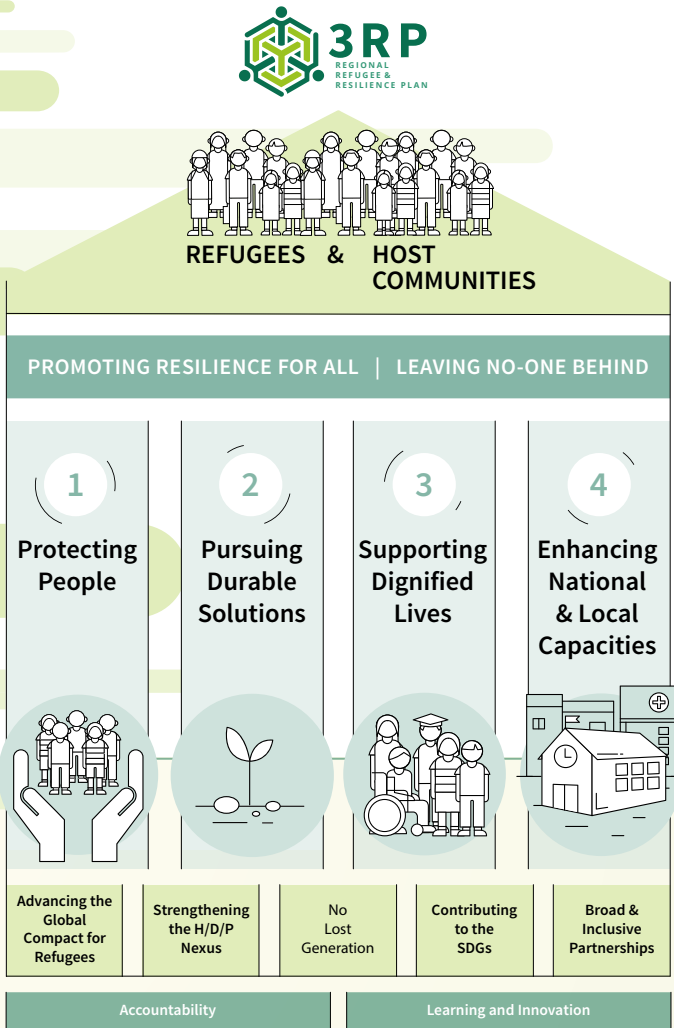 3RP
REGIONAL
REFUGEE &
RESILIENCE PLAN
REFUGEES & HOST
COMMUNITIES
PROMOTING RESILIENCE FOR ALL | LEAVING NO-ONE BEHIND
1
Protecting
People
2
Pursuing
Durable
Solutions
3
Supporting
Dignified
Lives
4
Enhancing
National
& Local
Capacities
Advancing the
Global
Compact for
Refugees
Strengthening
the H/D/P
Nexus
No
Lost
Generation
Contributing
to the
SDGs
Broad &
Inclusive
Partnerships
Accountability
Learning and Innovation